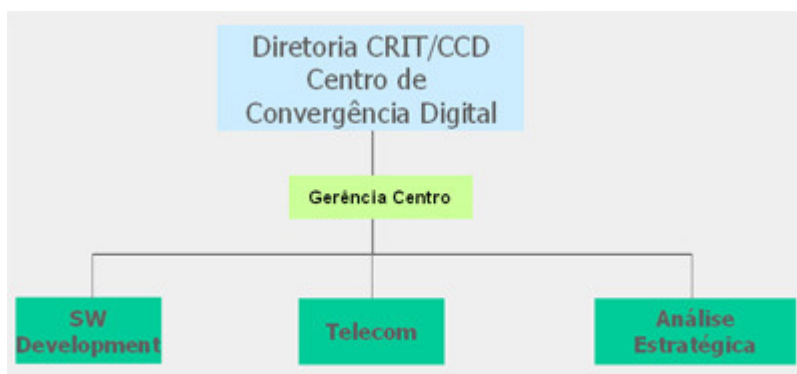 Diretoria CRIT/CCD
Centro de
Convergência Digital
Gerência Centro
SW
Development
Telecom
Análise
Estratégica